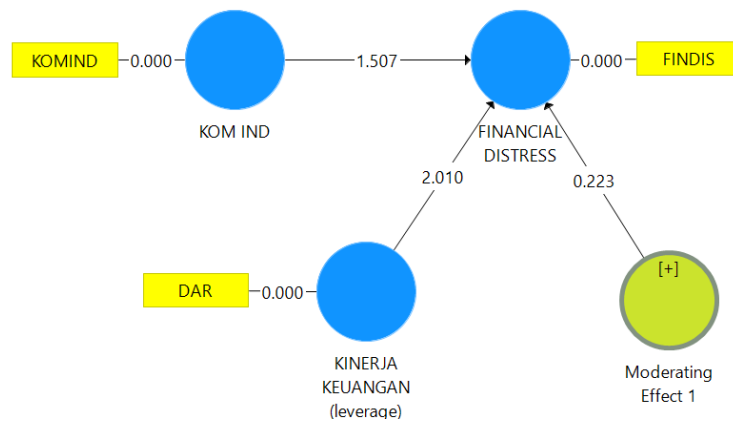 KOMIND
0.000
1.507
0.000
FINDIS
KOM IND
FINANCIAL
DISTRESS
2.010
0.223
DAR
0.000
[+]
KINERJA
KEUANGAN
(leverage)
Moderating
Effect 1